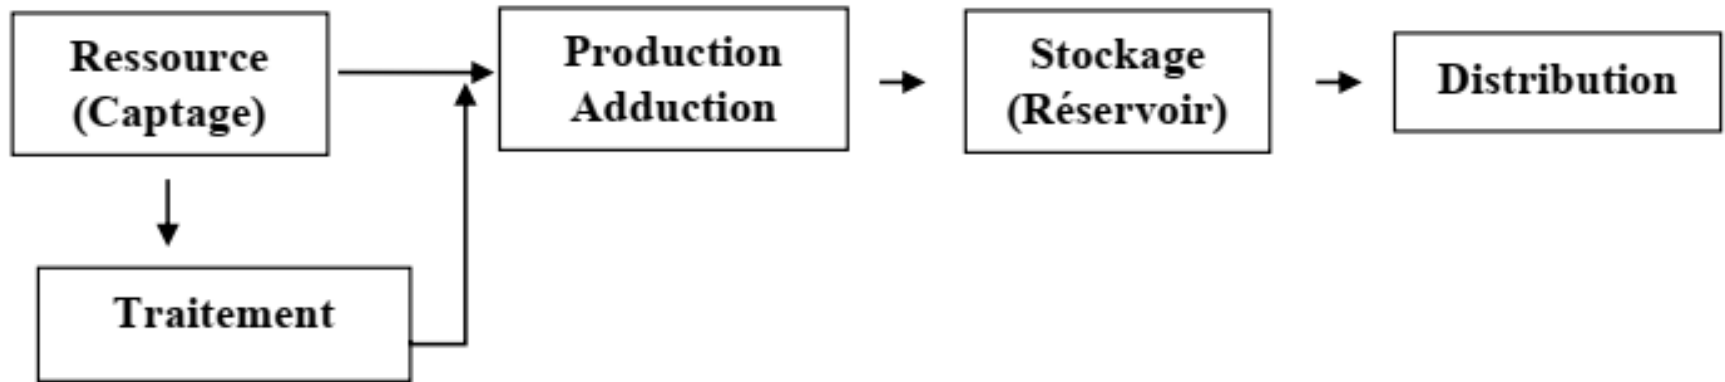 Ressource
(Captage)
Production
Adduction
Stockage
(Réservoir)
Distribution
Traitement